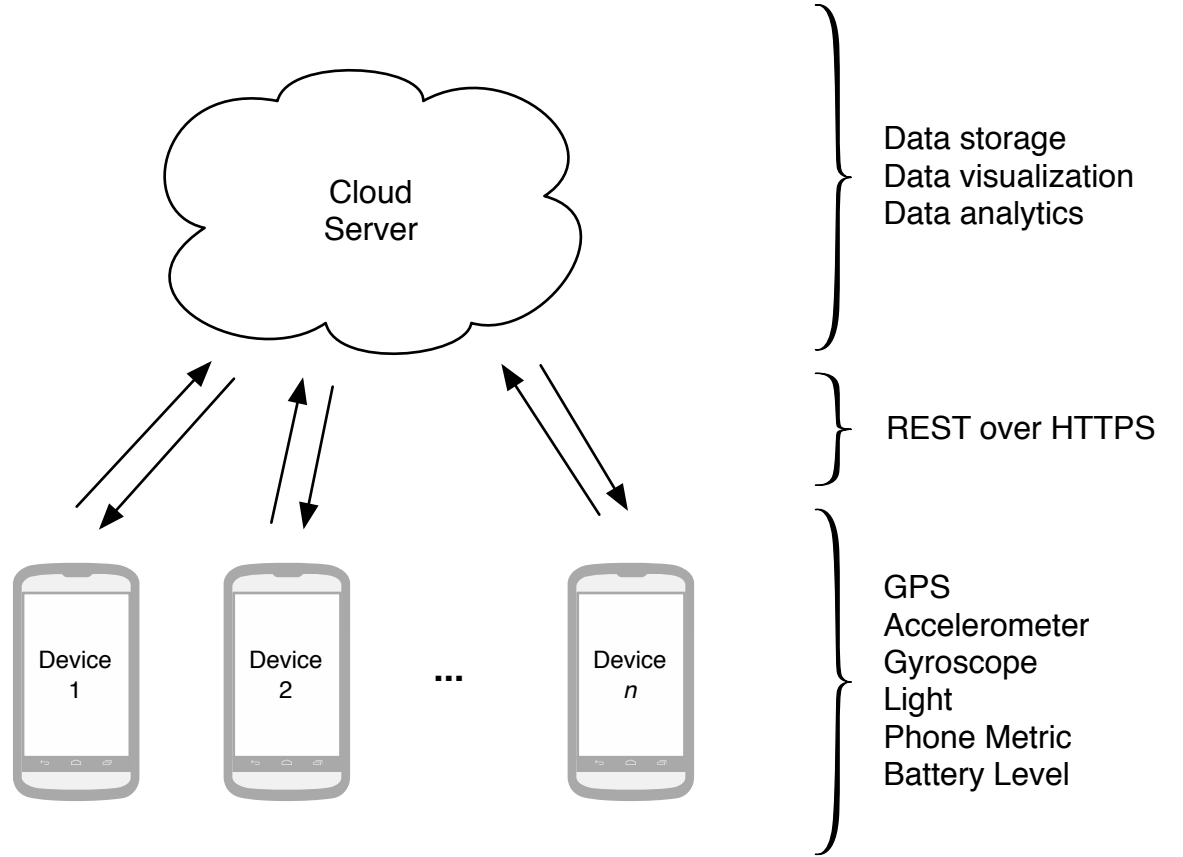 Cloud
Server
Data storage
Data visualization
Data analytics
REST over HTTPS
Device
1
Device
2
...
Device
n
GPS
Accelerometer
Gyroscope
Light
Phone Metric
Battery Level